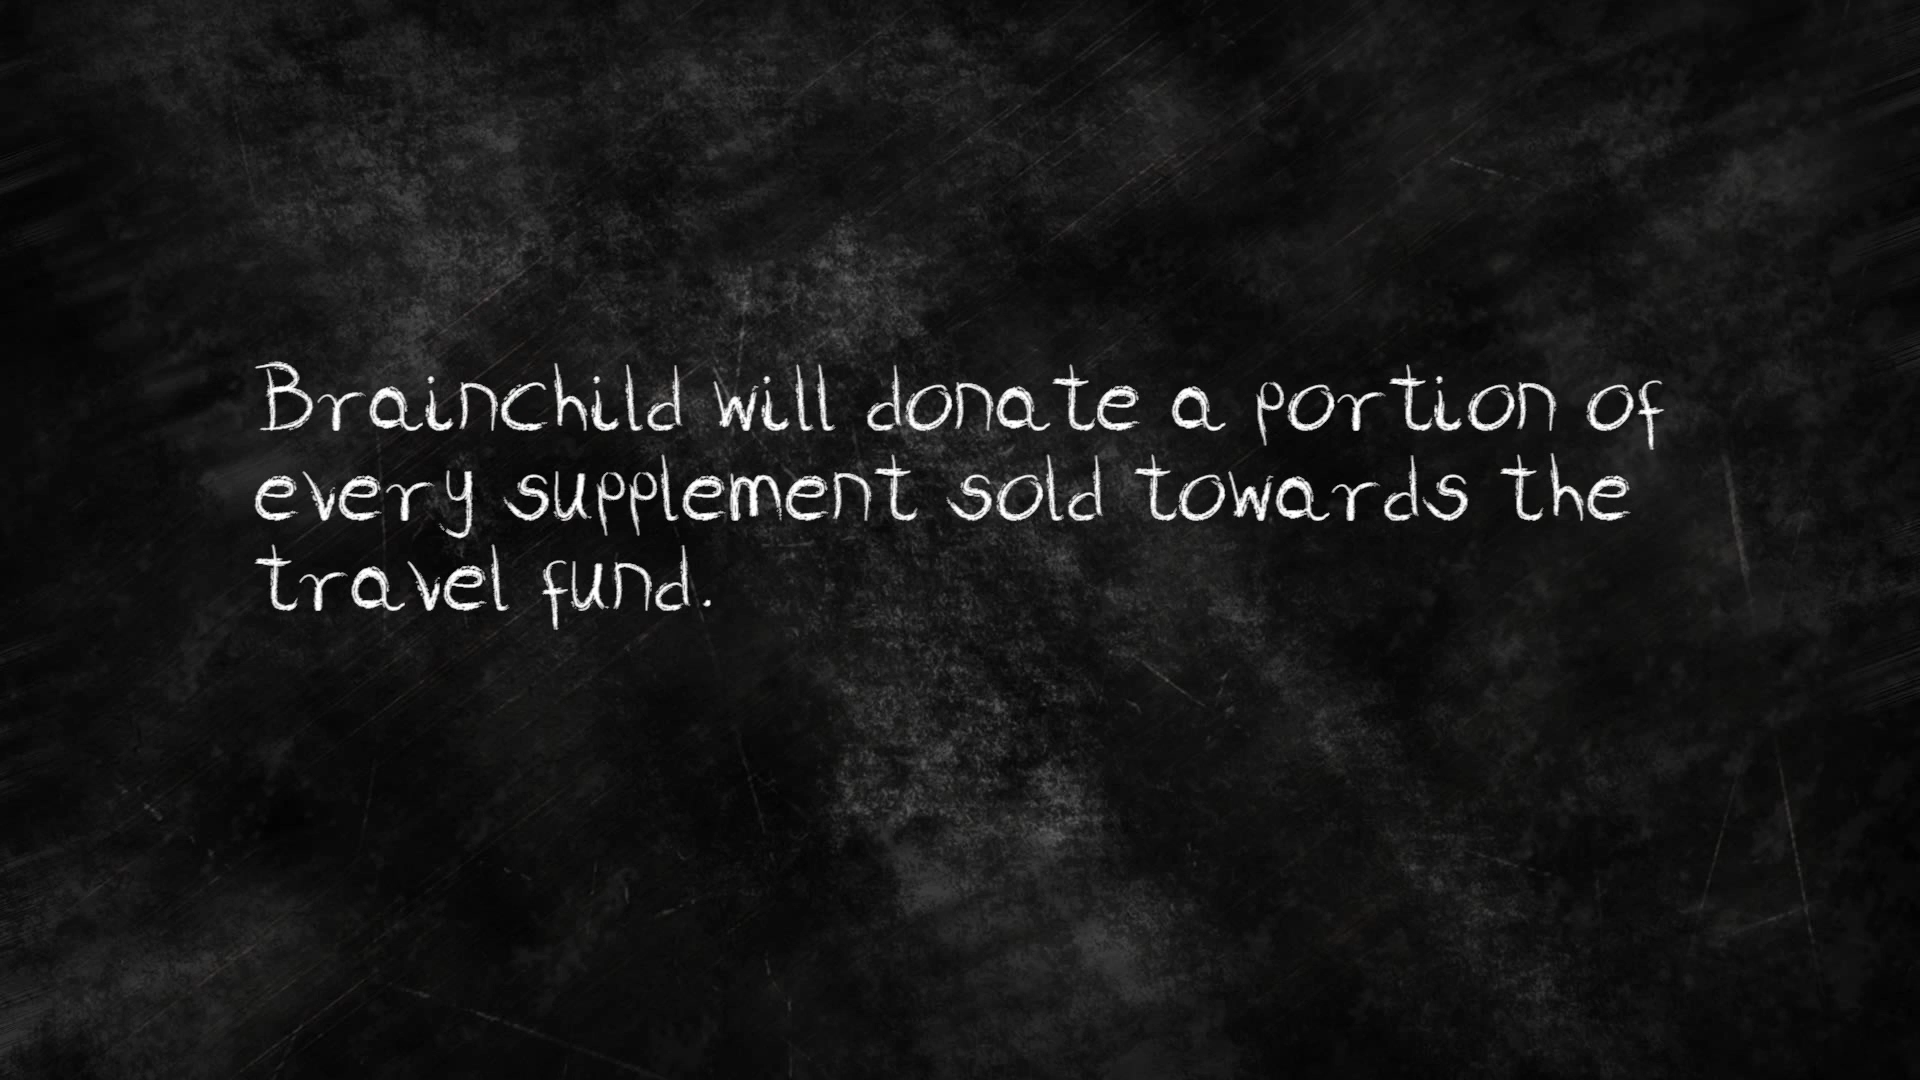 Brainchild will donate a portion of
every supplement sold towards the
travel fund.